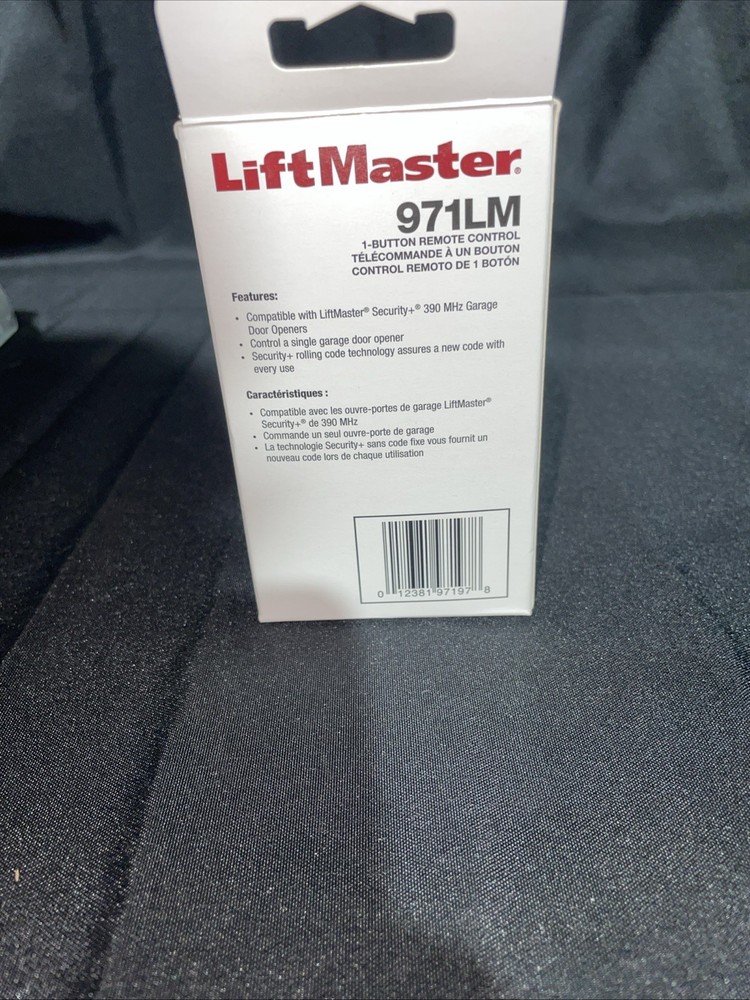 LiftMaster®
971LM
1-BUTTON REMOTE CONTROL
TÉLÉCOMMANDE À UN BOUTON
CONTROL REMOTO DE 1 BOTÓN
Features:
• Compatible with LiftMaster® Security+® 390 MHz Garage
Door Openers
• Control a single garage door opener
• Security+ rolling code technology assures a new code with
every use
Caractéristiques :
• Compatible avec les ouvre-portes de garage LiftMaster®
Security+® de 390 MHz
• Commande un seul ouvre-porte de garage
• La technologie Security+ sans code fixe vous fournit un
nouveau code lors de chaque utilisation
0 12381 97197 8